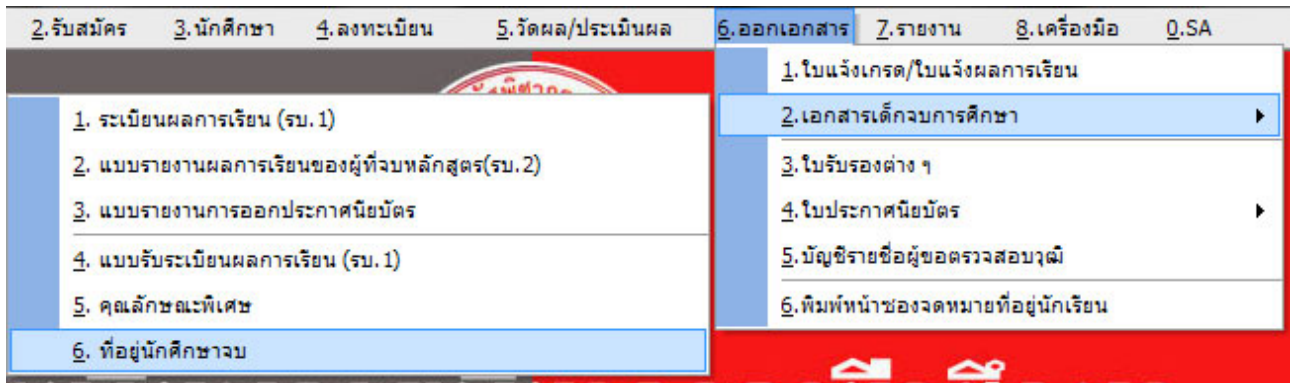 2.รับสมัคร 3.นักศึกษา 4.ลงทะเบียน 5.วัดผล/ประเมินผล 6.ออกเอกสาร 7.รายงาน 8.เครื่องมือ 0.SA
1.ใบแจ้งเกรด/ใบแจ้งผลการเรียน
2.เอกสารเด็กจบการศึกษา
3.ใบรับรองต่าง ๆ
4.ใบประกาศนียบัตร
5.บัญชีรายชื่อผู้ขอตรวจสอบวุฒิ
6.พิมพ์หน้าซองจดหมายที่อยู่นักเรียน
1. ระเบียนผลการเรียน (รบ.1)
2. แบบรายงานผลการเรียนของผู้ที่จบหลักสูตร(รบ.2)
3. แบบรายงานการออกประกาศนียบัตร
4. แบบรับระเบียนผลการเรียน (รบ.1)
5. คุณลักษณะพิเศษ
6. ที่อยู่นักศึกษาจบ